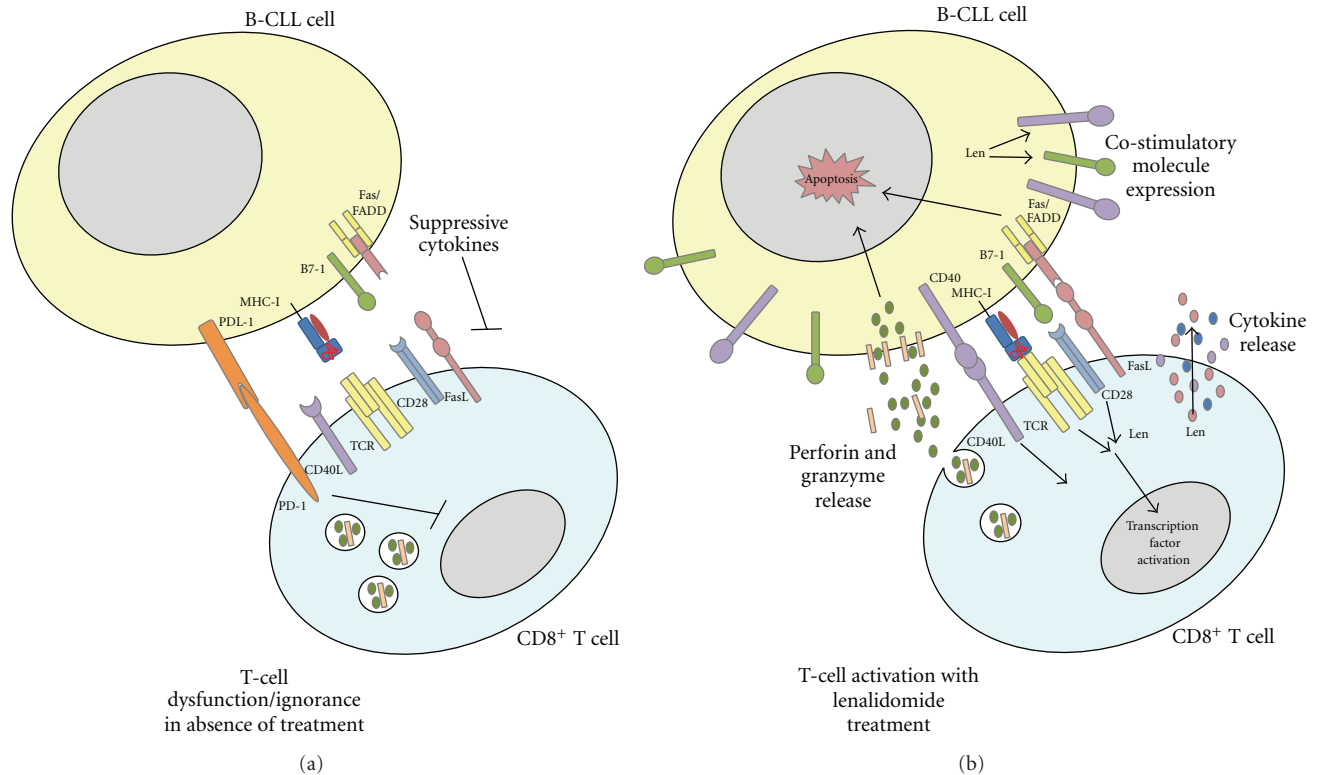 B-CLL cell
Fas/
FADD
Suppressive
cytokines
B7-1
MHC-I
PDL-1
CD28
FasL
TCR
CD40L
PD-1
CD8⁺ T cell
T-cell
dysfunction/ignorance
in absence of treatment
(a)
B-CLL cell
Len
Co-stimulatory
molecule
expression
Apoptosis
Fas/
FADD
B7-1
CD40
MHC-I
Cytokine
release
FasL
CD28
TCR
Len
Len
CD40L
Perforin and
granzyme
release
Transcription
factor
activation
CD8⁺ T cell
T-cell activation with
lenalidomide
treatment
(b)